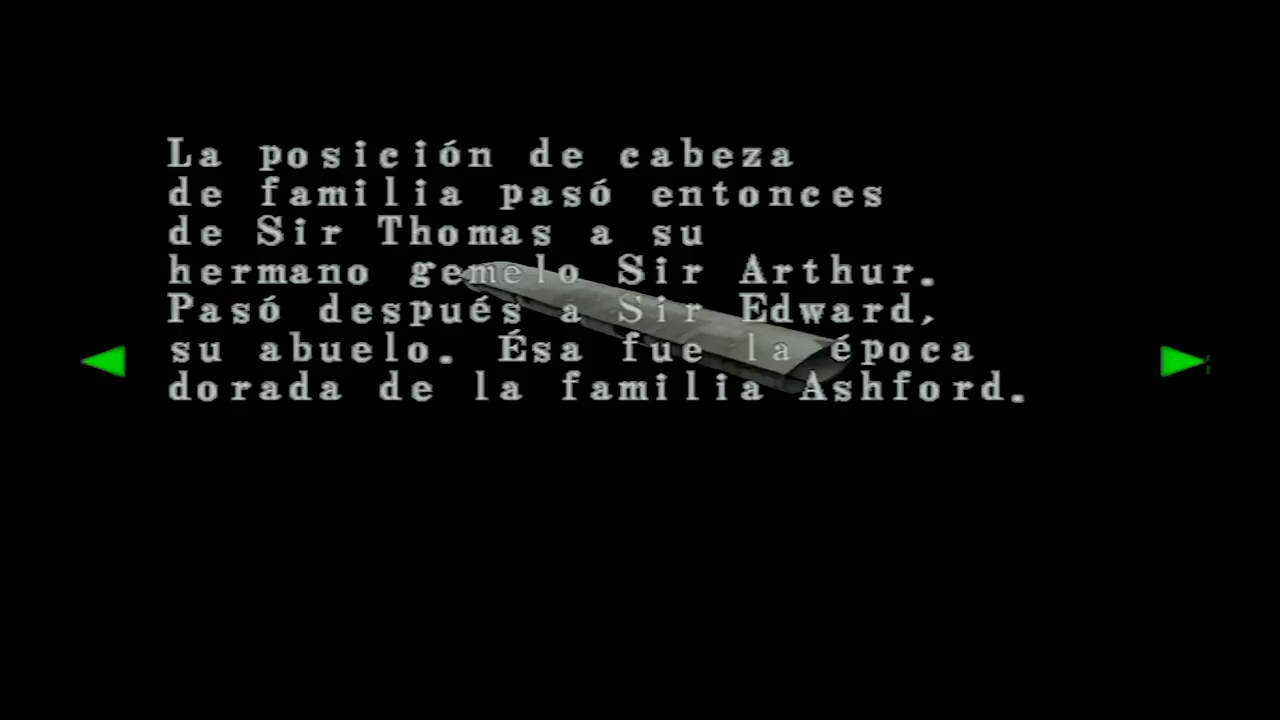 La posición de cabeza
de familia pasó entonces
de Sir Thomas a su
hermano gemelo Sir Arthur.
Pasó después a Sir Edward,
su abuelo. Ésa fue la época
dorada de la familia Ashford.